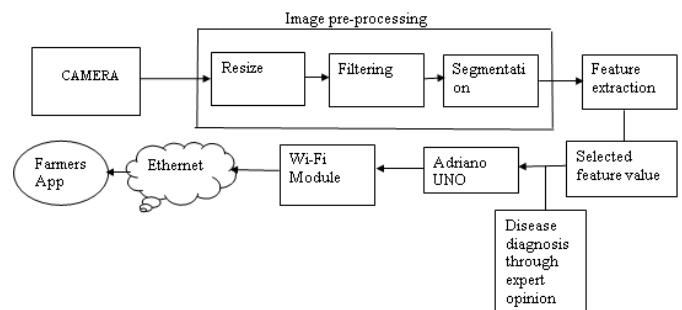 Image pre-processing
CAMERA
Resize
Filtering
Segmentati
on
Feature
extraction
Farmers
App
Ethernet
Wi-Fi
Module
Adriano
UNO
Selected
feature value
Disease
diagnosis
through
expert
opinion